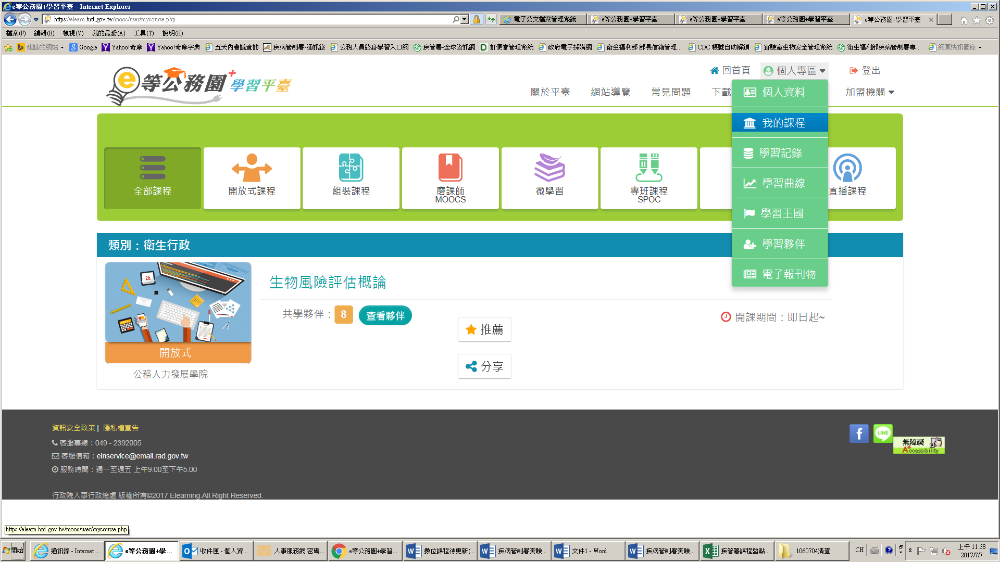 e等公務園+學習平臺 - Internet Explorer
https://elearn.hrd.gov.tw/mooc/user/mycourse.php
電子公文檔案管理系統
e等公務園+學習平臺
e等公務園+學習平臺
e等公務園+學習平臺
e等公務園+學習平臺
檔案(F) 編輯(E) 檢視(V) 我的最愛(A) 工具(T) 說明(H)
建議的網站 Google Yahoo!奇摩 Yahoo!奇摩字典 五天內會議查詢 疾病管制署-通訊錄 公務人員終身學習入口網 疾管署-全球資訊網 訂便當管理系統 政府電子採購網 衛生福利部 部長信箱管理... CDC 帳號自助解鎖 實驗室生物安全管理系統 衛生福利部疾病管制署專... 網頁快訊圖庫
e等公務園+學習平臺
回首頁 個人專區 登出
關於平臺 網站導覽 常見問題 下載 加盟機關
個人資料
我的課程
學習記錄
學習曲線
學習王國
學習夥伴
電子報刊物
全部課程
開放式課程
組裝課程
磨課師
MOOCS
微學習
專班課程
SPOC
直播課程
類別：衛生行政
25
開放式
公務人力發展學院
生物風險評估概論
共學夥伴：8 查看夥伴
推薦
分享
開課期間：即日起~
資訊安全政策 | 隱私權宣告
客服專線：049 - 2392005
客服信箱：elnservice@email.rad.gov.tw
服務時間：週一至週五 上午9:00至下午5:00
行政院人事行政總處 版權所有©2017 Elearning.All Right Reserved.
LINE
無障礙
A+ccessibility
https://elearn.hrd.gov.tw/mooc/user/mycourse.php
開始 通訊錄 - Internet ... e等公務園+學... 收件匣 - 個人資... 人事服務網 密碼... e等公務園+學習... 數位課程待更新(... 疾病管制署實驗... 文件1 - Word 疾病管制署實驗... 疾管署課程盤點... 1060704清查 CH 上午 11:38
2017/7/7